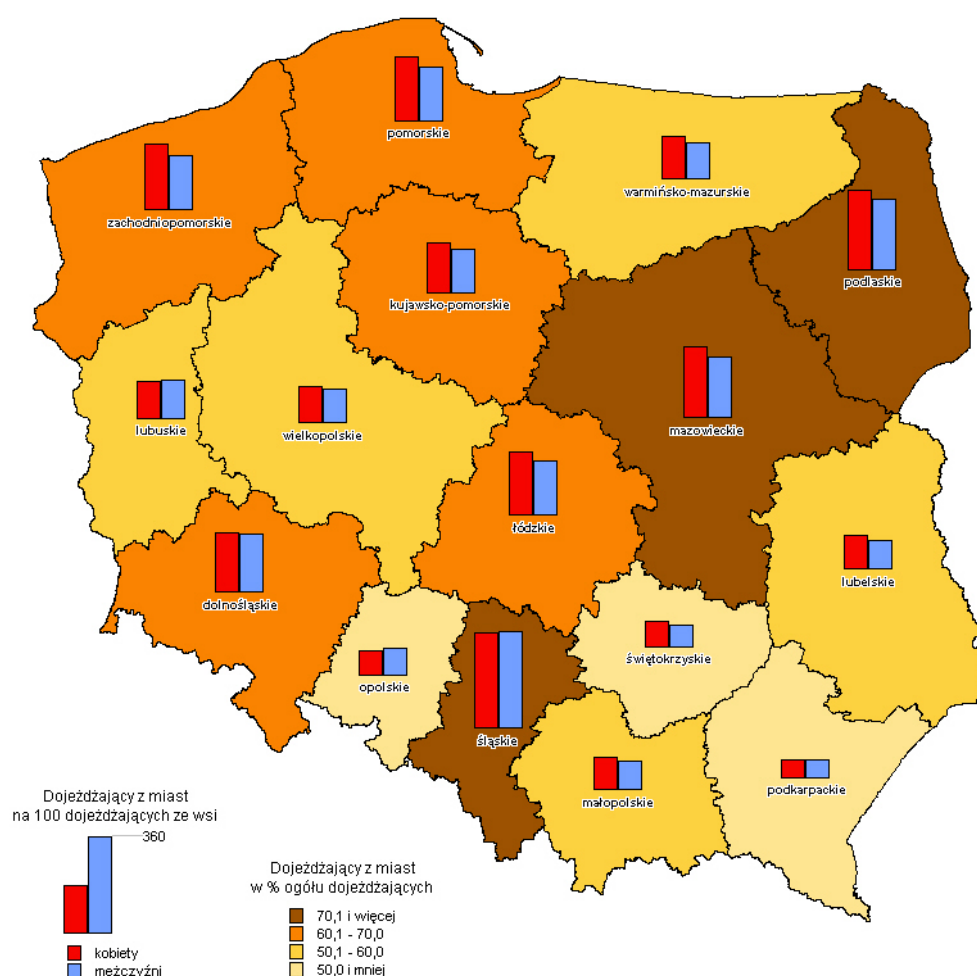 pomorskie
warmińsko-mazurskie
zachodniopomorskie
podlaskie
kujawsko-pomorskie
lubuskie
wielkopolskie
mazowieckie
łódzkie
lubelskie
dolnośląskie
świętokrzyskie
opolskie
śląskie
małopolskie
podkarpackie
Dojeżdżający z miast
na 100 dojeżdżających ze wsi
360
kobiety
mężczyźni
Dojeżdżający z miast
w % ogółu dojeżdżających
70,1 i więcej
60,1 - 70,0
50,1 - 60,0
50,0 i mniej